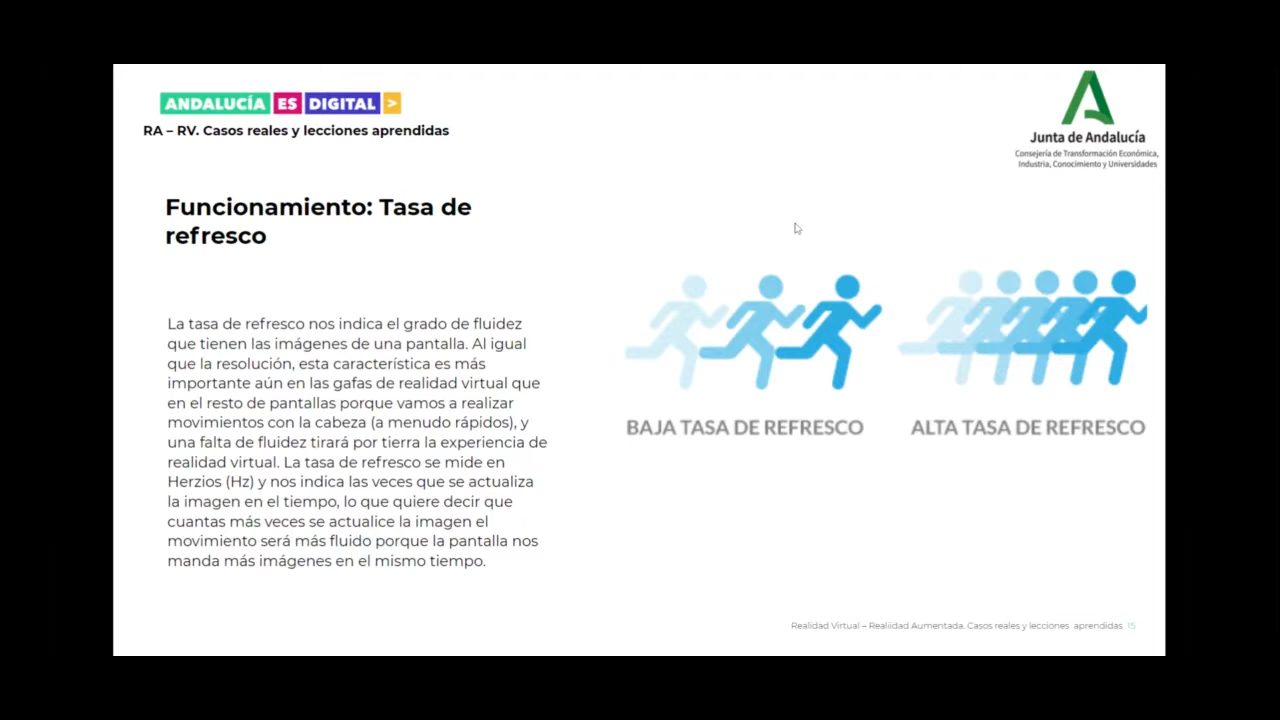 ANDALUCÍA ES DIGITAL >
RA – RV. Casos reales y lecciones aprendidas
Junta de Andalucía
Consejería de Transformación Económica,
Industria, Conocimiento y Universidades
Funcionamiento: Tasa de
refresco
La tasa de refresco nos indica el grado de fluidez
que tienen las imágenes de una pantalla. Al igual
que la resolución, esta característica es más
importante aún en las gafas de realidad virtual que
en el resto de pantallas porque vamos a realizar
movimientos con la cabeza (a menudo rápidos), y
una falta de fluidez tirará por tierra la experiencia de
realidad virtual. La tasa de refresco se mide en
Herzios (Hz) y nos indica las veces que se actualiza
la imagen en el tiempo, lo que quiere decir que
cuantas más veces se actualice la imagen el
movimiento será más fluido porque la pantalla nos
manda más imágenes en el mismo tiempo.
BAJA TASA DE REFRESCO
ALTA TASA DE REFRESCO
Realidad Virtual – Realiidad Aumentada. Casos reales y lecciones aprendidas 15